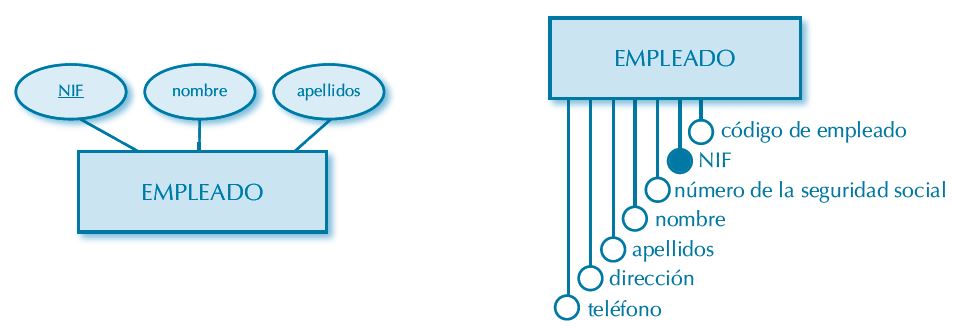 NIF
nombre
apellidos
EMPLEADO
EMPLEADO
código de empleado
NIF
número de la seguridad social
nombre
apellidos
dirección
teléfono